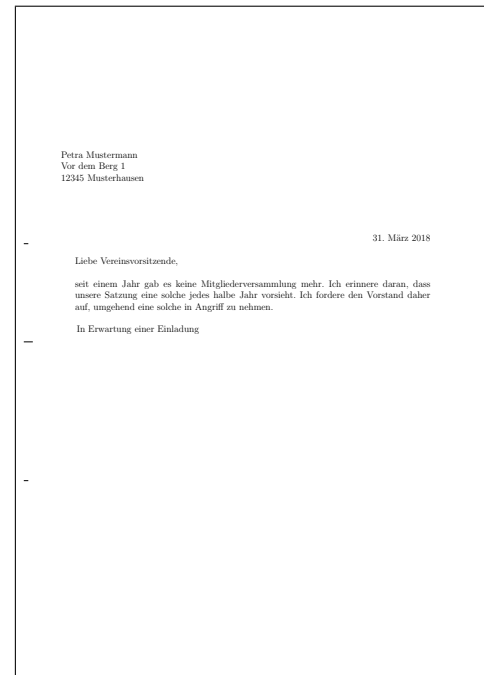 Petra Mustermann
Vor dem Berg 1
12345 Musterhausen
31. März 2018
Liebe Vereinsvorsitzende,
seit einem Jahr gab es keine Mitgliederversammlung mehr. Ich erinnere daran, dass
unsere Satzung eine solche jedes halbe Jahr vorsieht. Ich fordere den Vorstand daher
auf, umgehend eine solche in Angriff zu nehmen.
In Erwartung einer Einladung